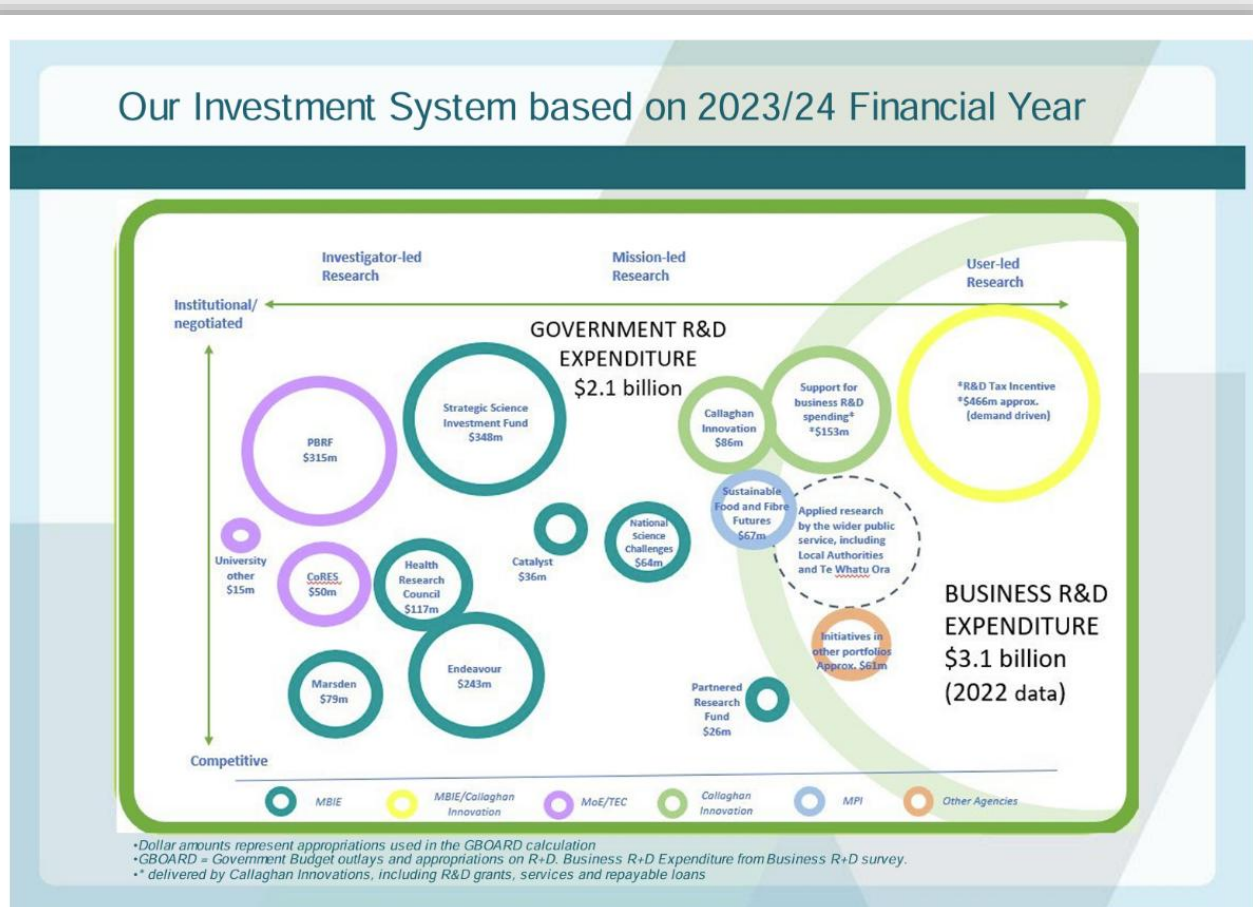 Our Investment System based on 2023/24 Financial Year
Investigator-led
Research
Mission-led
Research
User-led
Research
Institutional/
negotiated
GOVERNMENT R&D
EXPENDITURE
$2.1 billion
PBRF
$315m
Strategic Science
Investment Fund
$348m
Callaghan
Innovation
$86m
Support for
business R&D
spending*
*$153m
*R&D Tax Incentive
*$466m approx.
(demand driven)
University
other
$15m
CoRES
$50m
Health
Research
Council
$117m
Catalyst
$36m
National
Science
Challenges
$64m
Sustainable
Food and Fibre
Futures
$67m
Applied research
by the wider public
service, including
Local Authorities
and Te Whatu Ora
Marsden
$79m
Endeavour
$243m
Partnered
Research
Fund
$26m
Initiatives in
other portfolios
Approx. $61m
BUSINESS R&D
EXPENDITURE
$3.1 billion
(2022 data)
Competitive
MBIE
MBIE/Callaghan
Innovation
MoE/TEC
Callaghan
Innovation
MPI
Other Agencies
•Dollar amounts represent appropriations used in the GBOARD calculation
•GBOARD = Government Budget outlays and appropriations on R+D. Business R+D Expenditure from Business R+D survey.
•* delivered by Callaghan Innovations, including R&D grants, services and repayable loans